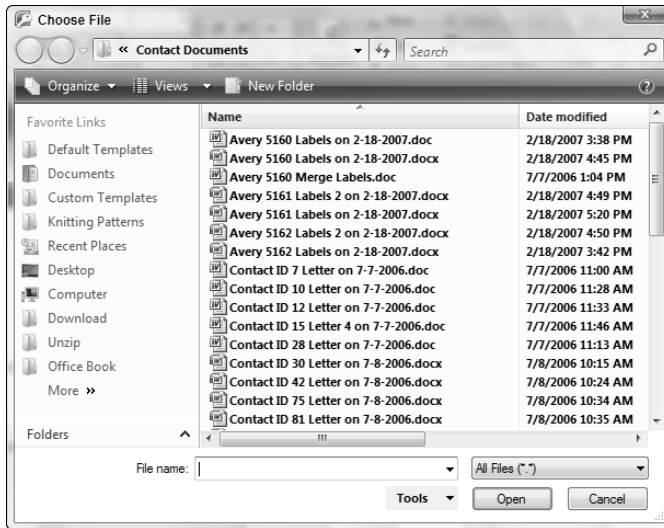 Choose File
« Contact Documents
Search
Organize Views New Folder
Favorite Links
Default Templates
Documents
Custom Templates
Knitting Patterns
Recent Places
Desktop
Computer
Download
Unzip
Office Book
More »
Folders
Name Date modified
Avery 5160 Labels on 2-18-2007.doc 2/18/2007 3:38 PM
Avery 5160 Labels on 2-18-2007.docx 2/18/2007 4:45 PM
Avery 5160 Merge Labels.doc 7/7/2006 1:04 PM
Avery 5161 Labels 2 on 2-18-2007.docx 2/18/2007 4:49 PM
Avery 5161 Labels on 2-18-2007.docx 2/18/2007 5:20 PM
Avery 5162 Labels 2 on 2-18-2007.docx 2/18/2007 4:50 PM
Avery 5162 Labels on 2-18-2007.docx 2/18/2007 3:42 PM
Contact ID 7 Letter on 7-7-2006.doc 7/7/2006 11:00 AM
Contact ID 10 Letter on 7-7-2006.doc 7/7/2006 11:28 AM
Contact ID 12 Letter on 7-7-2006.doc 7/7/2006 11:33 AM
Contact ID 15 Letter 4 on 7-7-2006.doc 7/7/2006 11:46 AM
Contact ID 28 Letter on 7-7-2006.doc 7/7/2006 11:13 AM
Contact ID 30 Letter on 7-8-2006.docx 7/8/2006 10:15 AM
Contact ID 42 Letter on 7-8-2006.docx 7/8/2006 10:24 AM
Contact ID 75 Letter on 7-8-2006.docx 7/8/2006 10:34 AM
Contact ID 81 Letter on 7-8-2006.docx 7/8/2006 10:35 AM
File name: All Files (*.*)
Tools Open Cancel